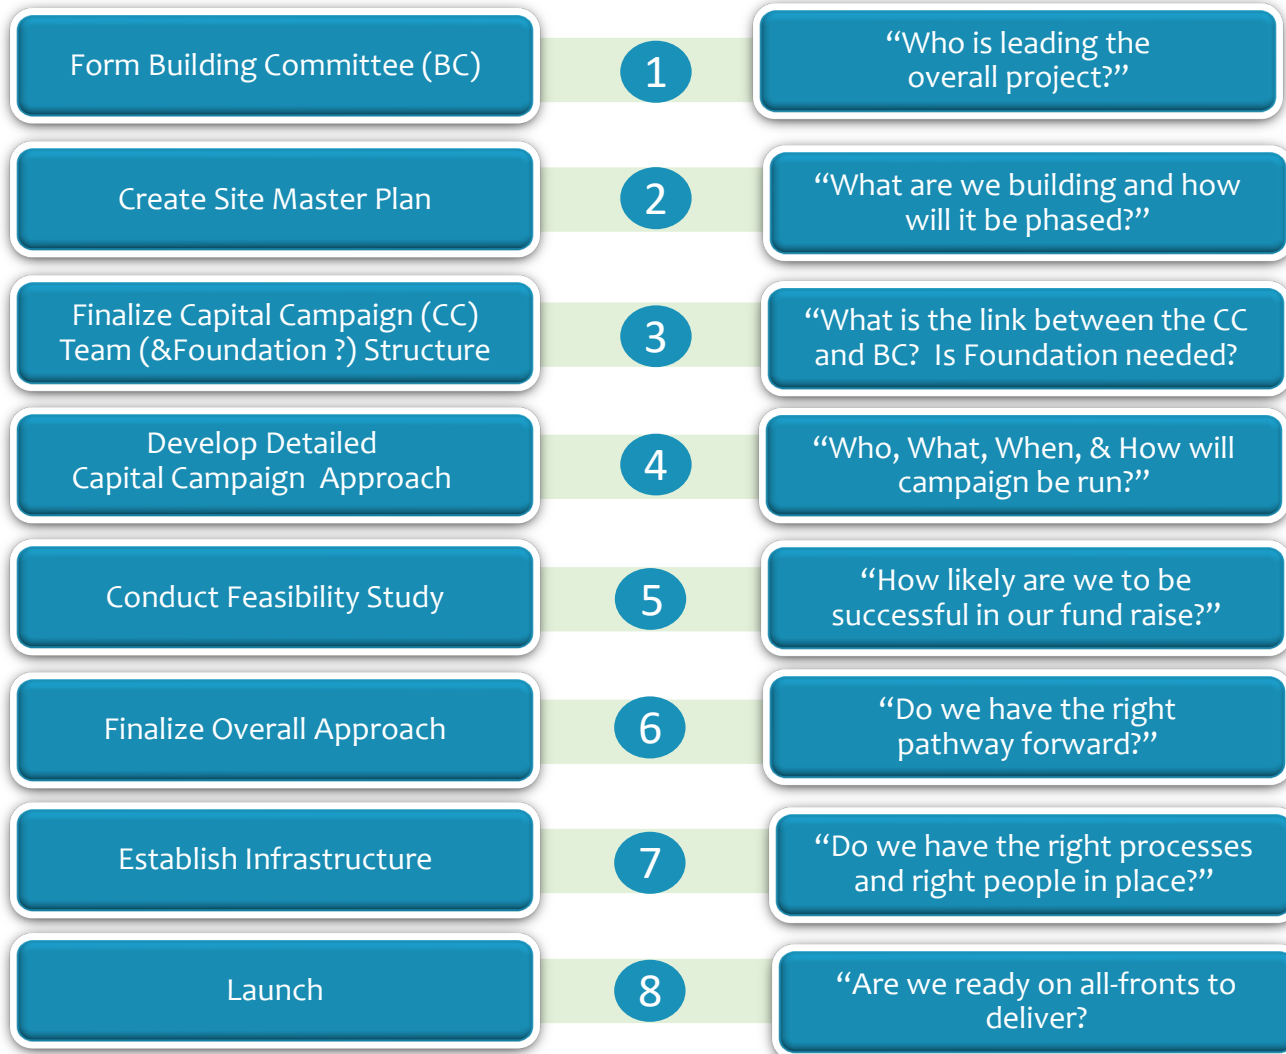 Form Building Committee (BC)
1
“Who is leading the
overall project?”
Create Site Master Plan
2
“What are we building and how
will it be phased?”
Finalize Capital Campaign (CC)
Team (&Foundation ?) Structure
3
“What is the link between the CC
and BC?  Is Foundation needed?
Develop Detailed
Capital Campaign  Approach
4
“Who, What, When, & How will
campaign be run?”
Conduct Feasibility Study
5
“How likely are we to be
successful in our fund raise?”
Finalize Overall Approach
6
“Do we have the right
pathway forward?”
Establish Infrastructure
7
“Do we have the right processes
and right people in place?”
Launch
8
“Are we ready on all-fronts to
deliver?